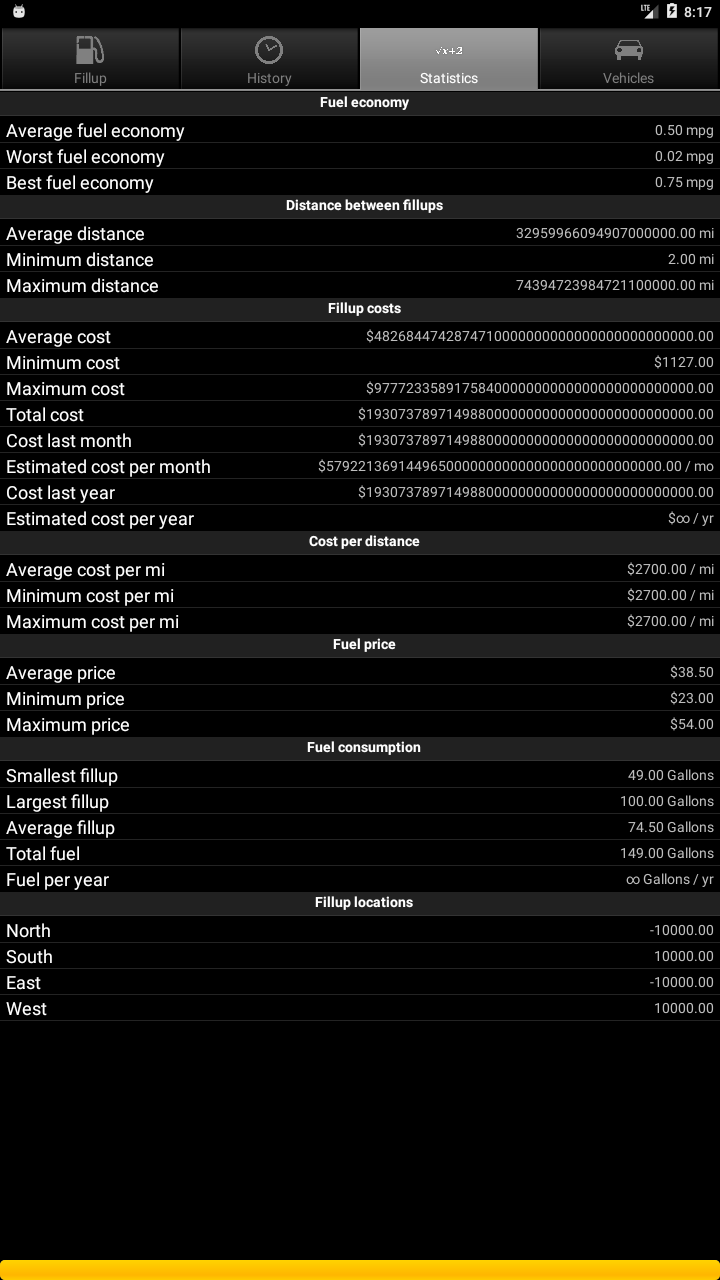 8:17
Fillup
History
√x+2
Statistics
Vehicles
Fuel economy
Average fuel economy 0.50 mpg
Worst fuel economy 0.02 mpg
Best fuel economy 0.75 mpg
Distance between fillups
Average distance 32959966094907000000.00 mi
Minimum distance 2.00 mi
Maximum distance 74394723984721100000.00 mi
Fillup costs
Average cost $4826844742874710000000000000000000000000.00
Minimum cost $1127.00
Maximum cost $9777233589175840000000000000000000000000.00
Total cost $19307378971498800000000000000000000000000.00
Cost last month $19307378971498800000000000000000000000000.00
Estimated cost per month $579221369144965000000000000000000000000000.00 / mo
Cost last year $19307378971498800000000000000000000000000.00
Estimated cost per year $∞ / yr
Cost per distance
Average cost per mi $2700.00 / mi
Minimum cost per mi $2700.00 / mi
Maximum cost per mi $2700.00 / mi
Fuel price
Average price $38.50
Minimum price $23.00
Maximum price $54.00
Fuel consumption
Smallest fillup 49.00 Gallons
Largest fillup 100.00 Gallons
Average fillup 74.50 Gallons
Total fuel 149.00 Gallons
Fuel per year ∞ Gallons / yr
Fillup locations
North -10000.00
South 10000.00
East -10000.00
West 10000.00